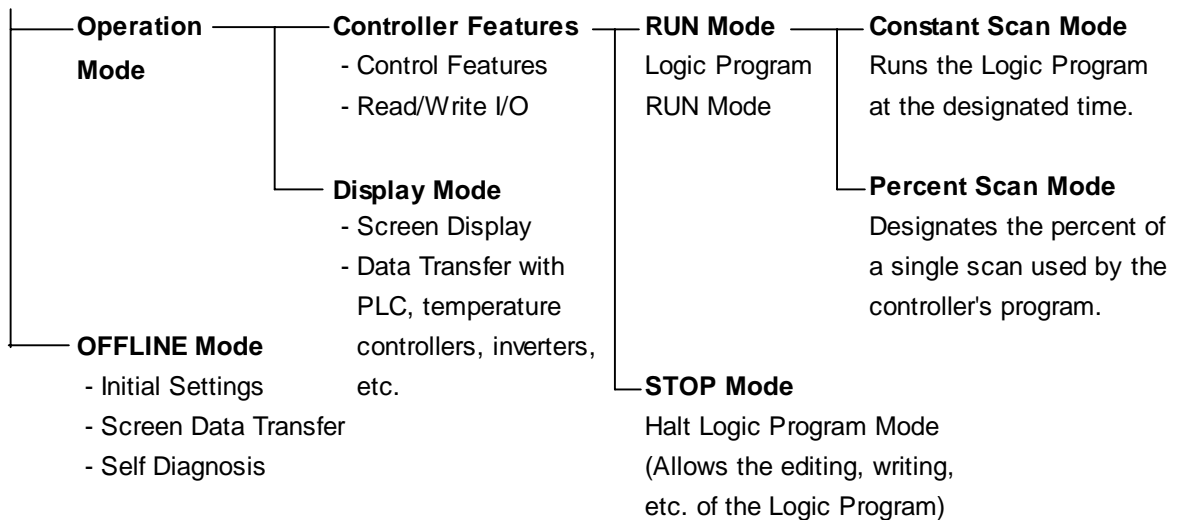 Operation
Mode
Controller Features
- Control Features
- Read/Write I/O
RUN Mode
Logic Program
RUN Mode
Constant Scan Mode
Runs the Logic Program
at the designated time.
Percent Scan Mode
Designates the percent of
a single scan used by the
controller's program.
Display Mode
- Screen Display
- Data Transfer with
PLC, temperature
controllers, inverters,
etc.
STOP Mode
Halt Logic Program Mode
(Allows the editing, writing,
etc. of the Logic Program)
OFFLINE Mode
- Initial Settings
- Screen Data Transfer
- Self Diagnosis